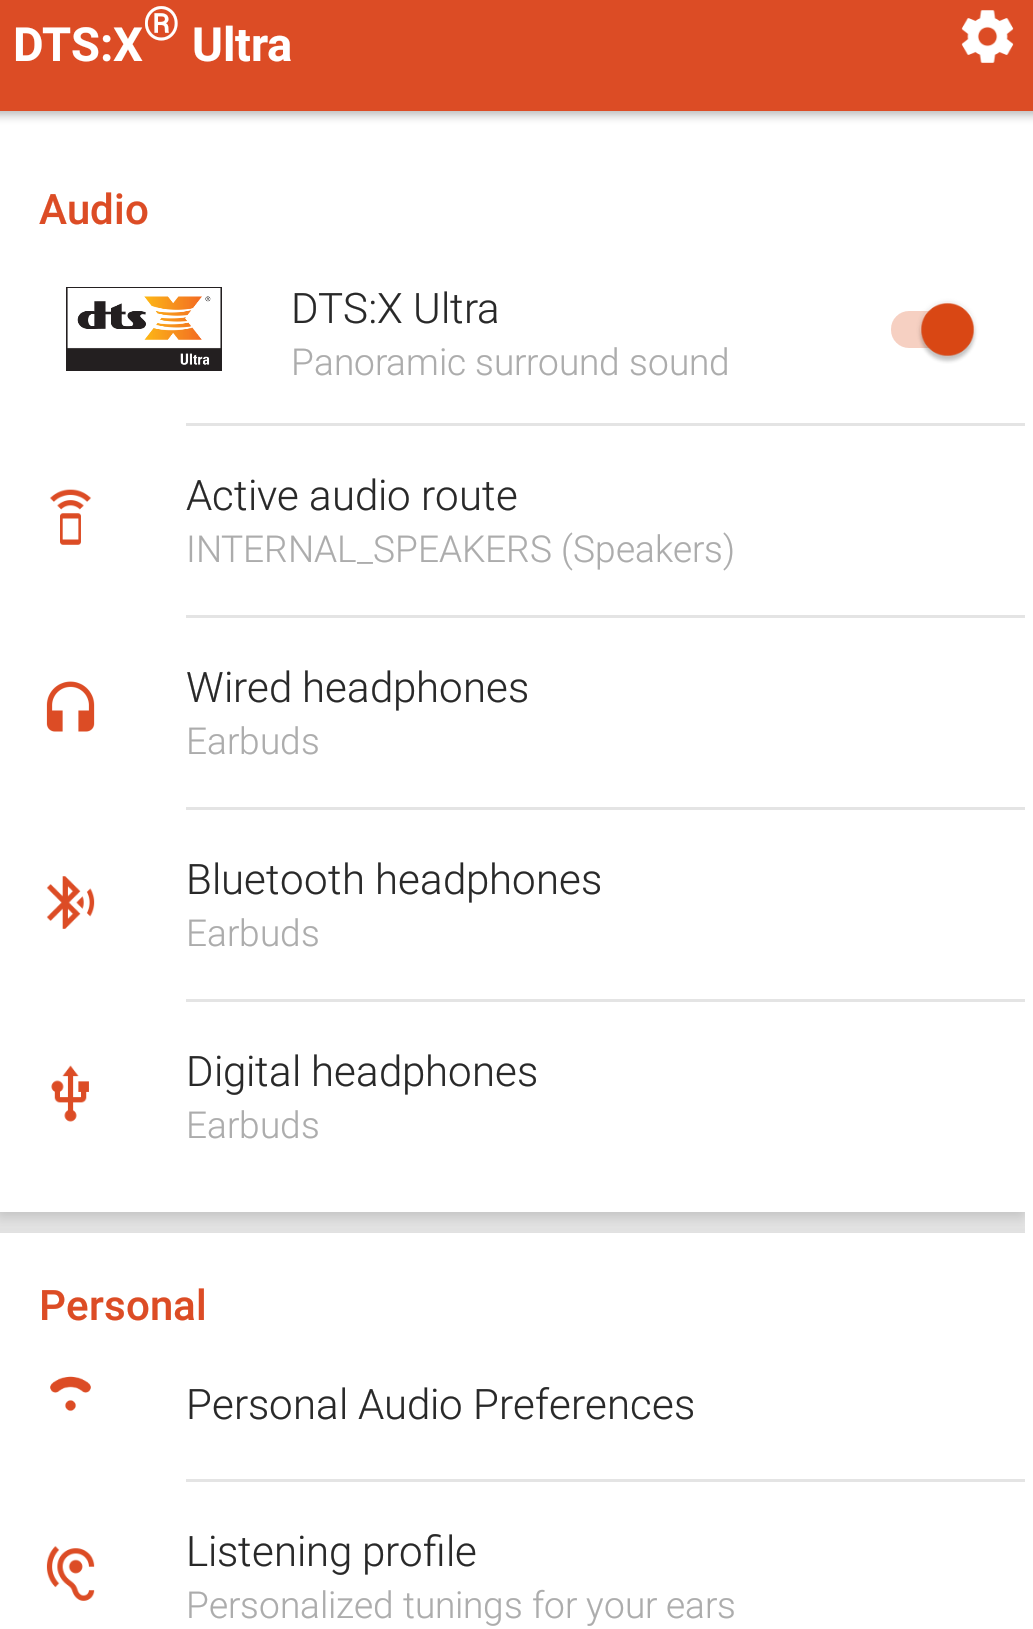 DTS:X® Ultra
Audio
dts X®
Ultra
DTS:X Ultra
Panoramic surround sound
Active audio route
INTERNAL_SPEAKERS (Speakers)
Wired headphones
Earbuds
Bluetooth headphones
Earbuds
Digital headphones
Earbuds
Personal
Personal Audio Preferences
Listening profile
Personalized tunings for your ears